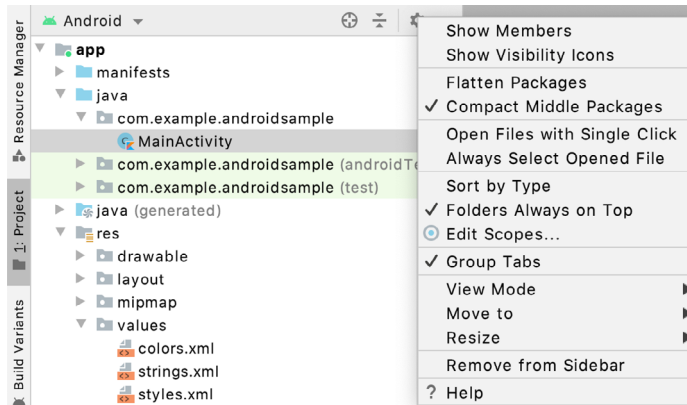 Android
app
manifests
java
com.example.androidsample
MainActivity
com.example.androidsample (androidTe
com.example.androidsample (test)
java (generated)
res
drawable
layout
mipmap
values
colors.xml
strings.xml
styles.xml
Resource Manager
1: Project
Build Variants
Show Members
Show Visibility Icons
Flatten Packages
Compact Middle Packages
Open Files with Single Click
Always Select Opened File
Sort by Type
Folders Always on Top
Edit Scopes...
Group Tabs
View Mode
Move to
Resize
Remove from Sidebar
? Help